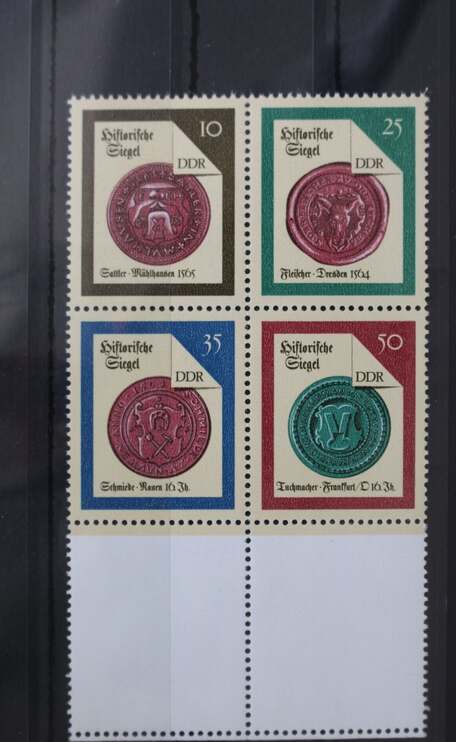 10
Historische
Siegel
DDR
Sattler · Mühlhausen 1565
25
Historische
Siegel
DDR
Fleischer · Dresden 1564
35
Historische
Siegel
DDR
Schmiede · Nauen 16. Jh.
50
Historische
Siegel
DDR
Tuchmacher · Frankfurt/O 16. Jh.